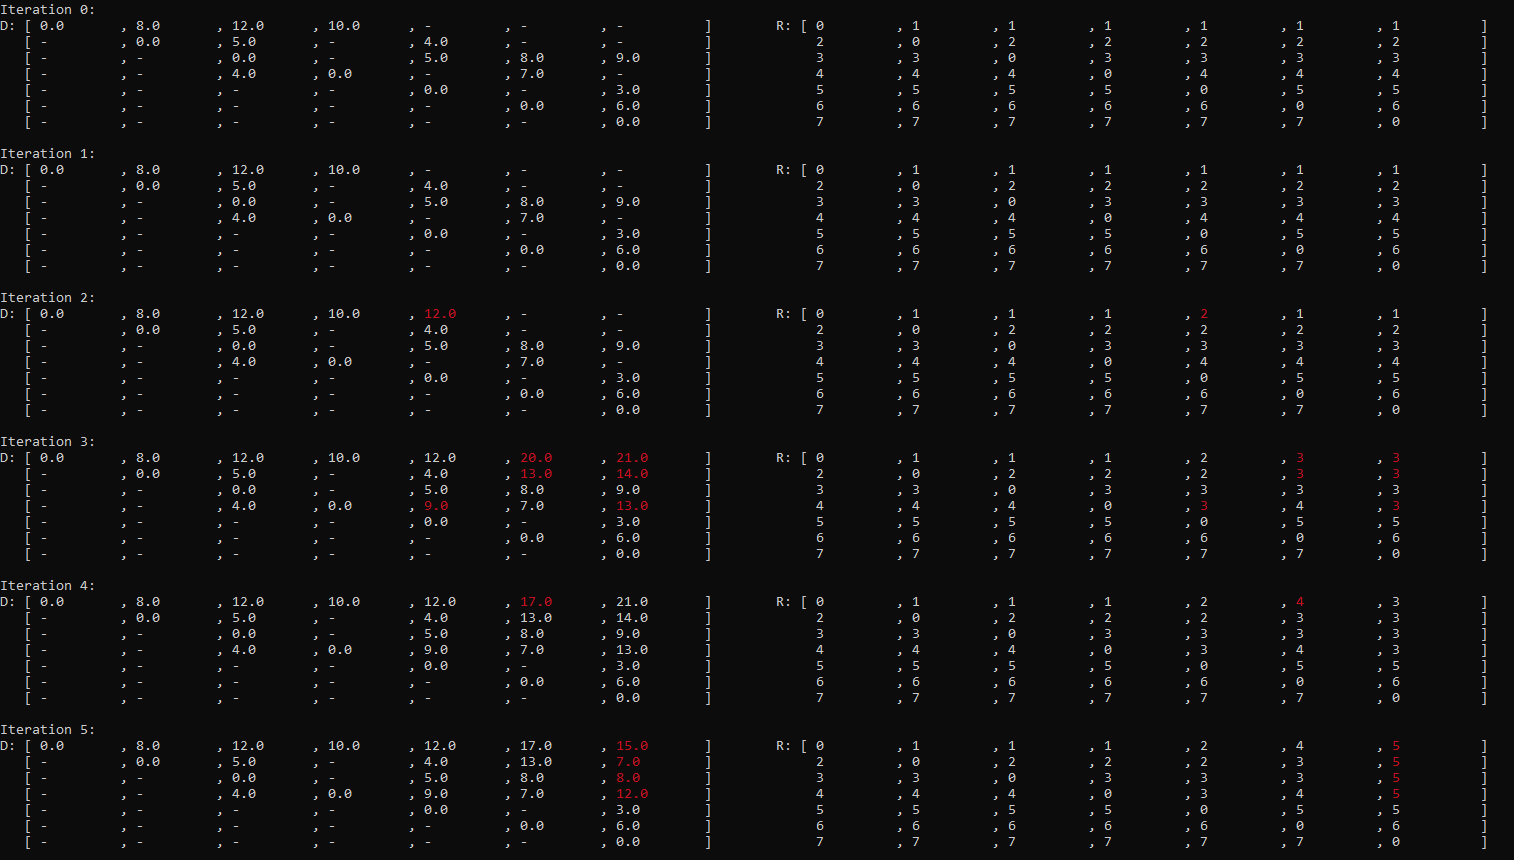 Iteration 0:
D: [ 0.0 , 8.0 , 12.0 , 10.0 , - , - , - ] R: [ 0 , 1 , 1 , 1 , 1 , 1 , 1 ]
[ - , 0.0 , 5.0 , - , 4.0 , - , - ] 2 , 0 , 2 , 2 , 2 , 2 , 2 ]
[ - , - , 0.0 , - , 5.0 , 8.0 , 9.0 ] 3 , 3 , 0 , 3 , 3 , 3 , 3 ]
[ - , - , 4.0 , 0.0 , - , 7.0 , - ] 4 , 4 , 4 , 0 , 4 , 4 , 4 ]
[ - , - , - , - , 0.0 , - , 3.0 ] 5 , 5 , 5 , 5 , 0 , 5 , 5 ]
[ - , - , - , - , - , 0.0 , 6.0 ] 6 , 6 , 6 , 6 , 6 , 0 , 6 ]
[ - , - , - , - , - , - , 0.0 ] 7 , 7 , 7 , 7 , 7 , 7 , 0 ]
Iteration 1:
D: [ 0.0 , 8.0 , 12.0 , 10.0 , - , - , - ] R: [ 0 , 1 , 1 , 1 , 1 , 1 , 1 ]
[ - , 0.0 , 5.0 , - , 4.0 , - , - ] 2 , 0 , 2 , 2 , 2 , 2 , 2 ]
[ - , - , 0.0 , - , 5.0 , 8.0 , 9.0 ] 3 , 3 , 0 , 3 , 3 , 3 , 3 ]
[ - , - , 4.0 , 0.0 , - , 7.0 , - ] 4 , 4 , 4 , 0 , 4 , 4 , 4 ]
[ - , - , - , - , 0.0 , - , 3.0 ] 5 , 5 , 5 , 5 , 0 , 5 , 5 ]
[ - , - , - , - , - , 0.0 , 6.0 ] 6 , 6 , 6 , 6 , 6 , 0 , 6 ]
[ - , - , - , - , - , - , 0.0 ] 7 , 7 , 7 , 7 , 7 , 7 , 0 ]
Iteration 2:
D: [ 0.0 , 8.0 , 12.0 , 10.0 , 12.0 , - , - ] R: [ 0 , 1 , 1 , 1 , 2 , 1 , 1 ]
[ - , 0.0 , 5.0 , - , 4.0 , - , - ] 2 , 0 , 2 , 2 , 2 , 2 , 2 ]
[ - , - , 0.0 , - , 5.0 , 8.0 , 9.0 ] 3 , 3 , 0 , 3 , 3 , 3 , 3 ]
[ - , - , 4.0 , 0.0 , - , 7.0 , - ] 4 , 4 , 4 , 0 , 4 , 4 , 4 ]
[ - , - , - , - , 0.0 , - , 3.0 ] 5 , 5 , 5 , 5 , 0 , 5 , 5 ]
[ - , - , - , - , - , 0.0 , 6.0 ] 6 , 6 , 6 , 6 , 6 , 0 , 6 ]
[ - , - , - , - , - , - , 0.0 ] 7 , 7 , 7 , 7 , 7 , 7 , 0 ]
Iteration 3:
D: [ 0.0 , 8.0 , 12.0 , 10.0 , 12.0 , 20.0 , 21.0 ] R: [ 0 , 1 , 1 , 1 , 2 , 3 , 3 ]
[ - , 0.0 , 5.0 , - , 4.0 , 13.0 , 14.0 ] 2 , 0 , 2 , 2 , 2 , 3 , 3 ]
[ - , - , 0.0 , - , 5.0 , 8.0 , 9.0 ] 3 , 3 , 0 , 3 , 3 , 3 , 3 ]
[ - , - , 4.0 , 0.0 , 9.0 , 7.0 , 13.0 ] 4 , 4 , 4 , 0 , 3 , 4 , 3 ]
[ - , - , - , - , 0.0 , - , 3.0 ] 5 , 5 , 5 , 5 , 0 , 5 , 5 ]
[ - , - , - , - , - , 0.0 , 6.0 ] 6 , 6 , 6 , 6 , 6 , 0 , 6 ]
[ - , - , - , - , - , - , 0.0 ] 7 , 7 , 7 , 7 , 7 , 7 , 0 ]
Iteration 4:
D: [ 0.0 , 8.0 , 12.0 , 10.0 , 12.0 , 17.0 , 21.0 ] R: [ 0 , 1 , 1 , 1 , 2 , 4 , 3 ]
[ - , 0.0 , 5.0 , - , 4.0 , 13.0 , 14.0 ] 2 , 0 , 2 , 2 , 2 , 3 , 3 ]
[ - , - , 0.0 , - , 5.0 , 8.0 , 9.0 ] 3 , 3 , 0 , 3 , 3 , 3 , 3 ]
[ - , - , 4.0 , 0.0 , 9.0 , 7.0 , 13.0 ] 4 , 4 , 4 , 0 , 3 , 4 , 3 ]
[ - , - , - , - , 0.0 , - , 3.0 ] 5 , 5 , 5 , 5 , 0 , 5 , 5 ]
[ - , - , - , - , - , 0.0 , 6.0 ] 6 , 6 , 6 , 6 , 6 , 0 , 6 ]
[ - , - , - , - , - , - , 0.0 ] 7 , 7 , 7 , 7 , 7 , 7 , 0 ]
Iteration 5:
D: [ 0.0 , 8.0 , 12.0 , 10.0 , 12.0 , 17.0 , 15.0 ] R: [ 0 , 1 , 1 , 1 , 2 , 4 , 5 ]
[ - , 0.0 , 5.0 , - , 4.0 , 13.0 , 7.0 ] 2 , 0 , 2 , 2 , 2 , 3 , 5 ]
[ - , - , 0.0 , - , 5.0 , 8.0 , 8.0 ] 3 , 3 , 0 , 3 , 3 , 3 , 5 ]
[ - , - , 4.0 , 0.0 , 9.0 , 7.0 , 12.0 ] 4 , 4 , 4 , 0 , 3 , 4 , 5 ]
[ - , - , - , - , 0.0 , - , 3.0 ] 5 , 5 , 5 , 5 , 0 , 5 , 5 ]
[ - , - , - , - , - , 0.0 , 6.0 ] 6 , 6 , 6 , 6 , 6 , 0 , 6 ]
[ - , - , - , - , - , - , 0.0 ] 7 , 7 , 7 , 7 , 7 , 7 , 0 ]